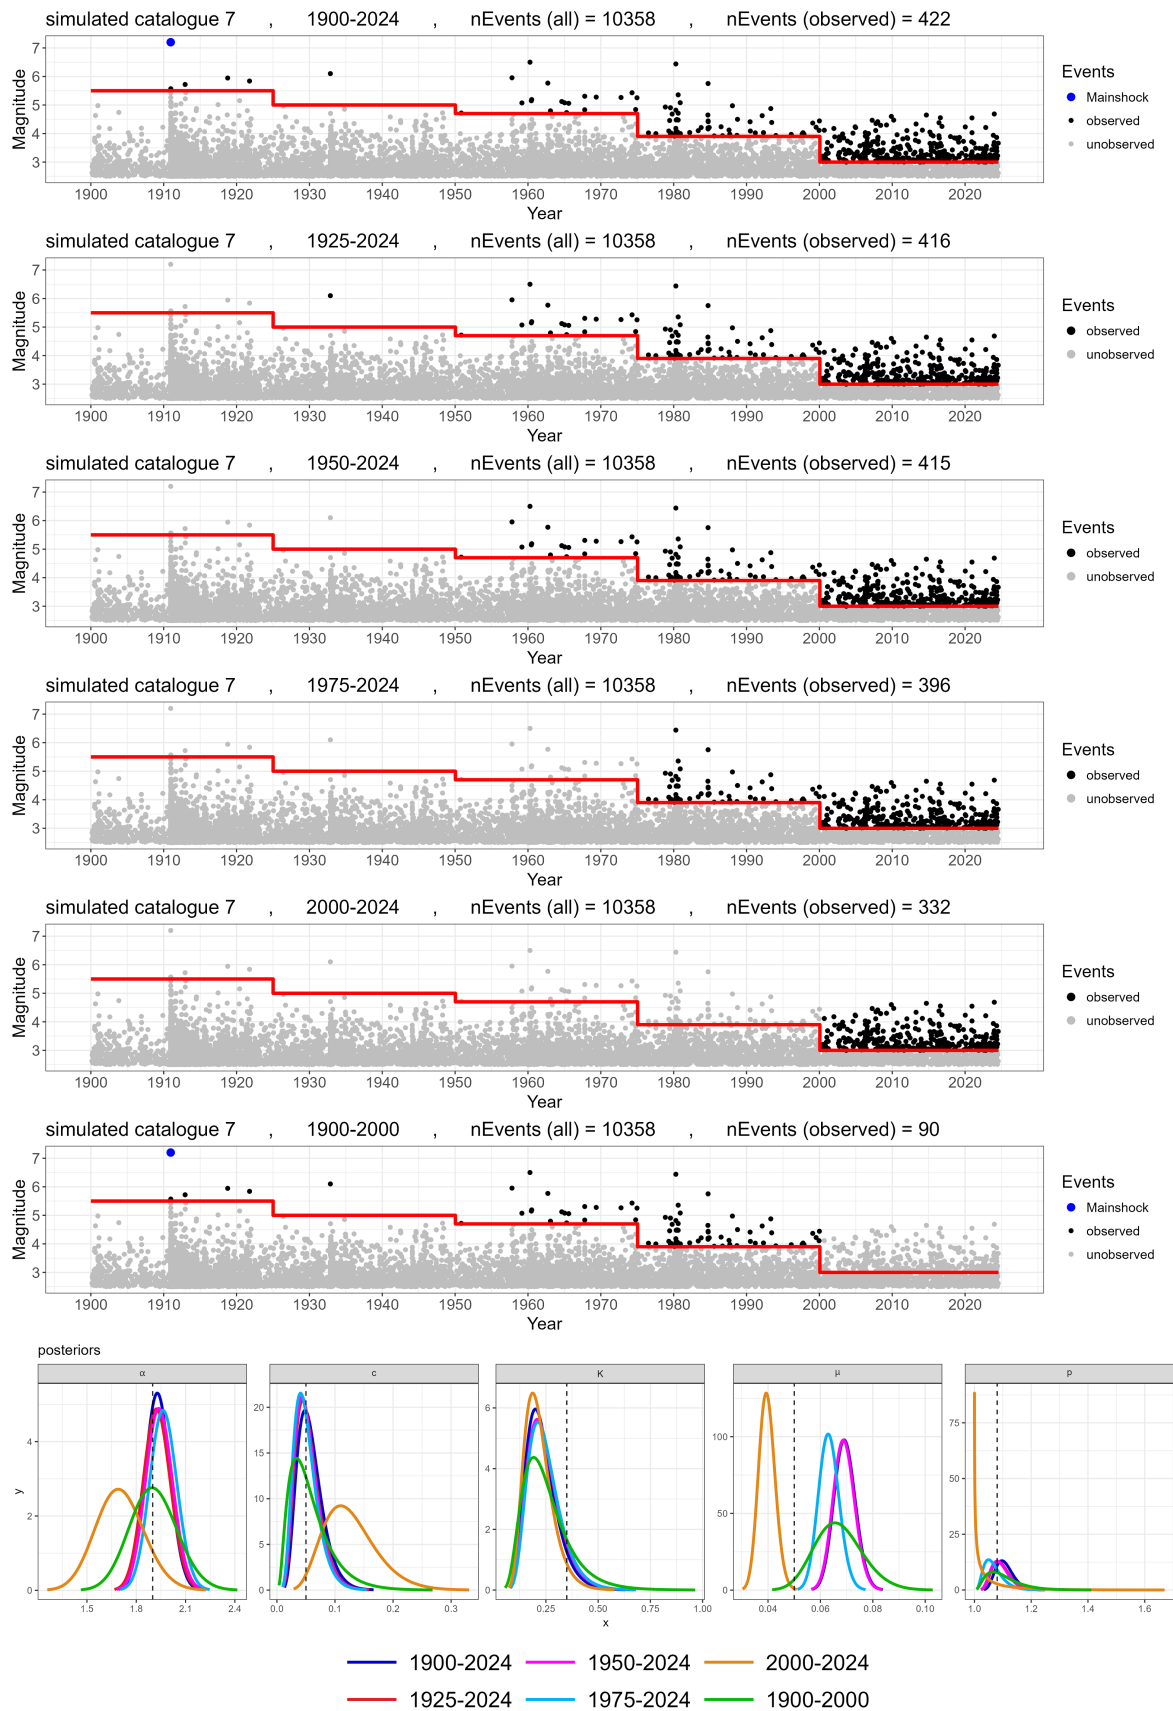 simulated catalogue 7 , 1900-2024 , nEvents (all) = 10358 , nEvents (observed) = 422
Magnitude
7
6
5
4
3
1900 1910 1920 1930 1940 1950 1960 1970 1980 1990 2000 2010 2020
Year
Events
Mainshock
observed
unobserved
simulated catalogue 7 , 1925-2024 , nEvents (all) = 10358 , nEvents (observed) = 416
Magnitude
7
6
5
4
3
1900 1910 1920 1930 1940 1950 1960 1970 1980 1990 2000 2010 2020
Year
Events
observed
unobserved
simulated catalogue 7 , 1950-2024 , nEvents (all) = 10358 , nEvents (observed) = 415
Magnitude
7
6
5
4
3
1900 1910 1920 1930 1940 1950 1960 1970 1980 1990 2000 2010 2020
Year
Events
observed
unobserved
simulated catalogue 7 , 1975-2024 , nEvents (all) = 10358 , nEvents (observed) = 396
Magnitude
7
6
5
4
3
1900 1910 1920 1930 1940 1950 1960 1970 1980 1990 2000 2010 2020
Year
Events
observed
unobserved
simulated catalogue 7 , 2000-2024 , nEvents (all) = 10358 , nEvents (observed) = 332
Magnitude
7
6
5
4
3
1900 1910 1920 1930 1940 1950 1960 1970 1980 1990 2000 2010 2020
Year
Events
observed
unobserved
simulated catalogue 7 , 1900-2000 , nEvents (all) = 10358 , nEvents (observed) = 90
Magnitude
7
6
5
4
3
1900 1910 1920 1930 1940 1950 1960 1970 1980 1990 2000 2010 2020
Year
Events
Mainshock
observed
unobserved
posteriors
α c K μ p
y
4
2
0
1.5 1.8 2.1 2.4
20
15
10
5
0
0.0 0.1 0.2 0.3
6
4
2
0
0.25 0.50 0.75 1.00
100
50
0
0.04 0.06 0.08 0.10
75
50
25
0
1.0 1.2 1.4 1.6
x
1900-2024 1950-2024 2000-2024
1925-2024 1975-2024 1900-2000